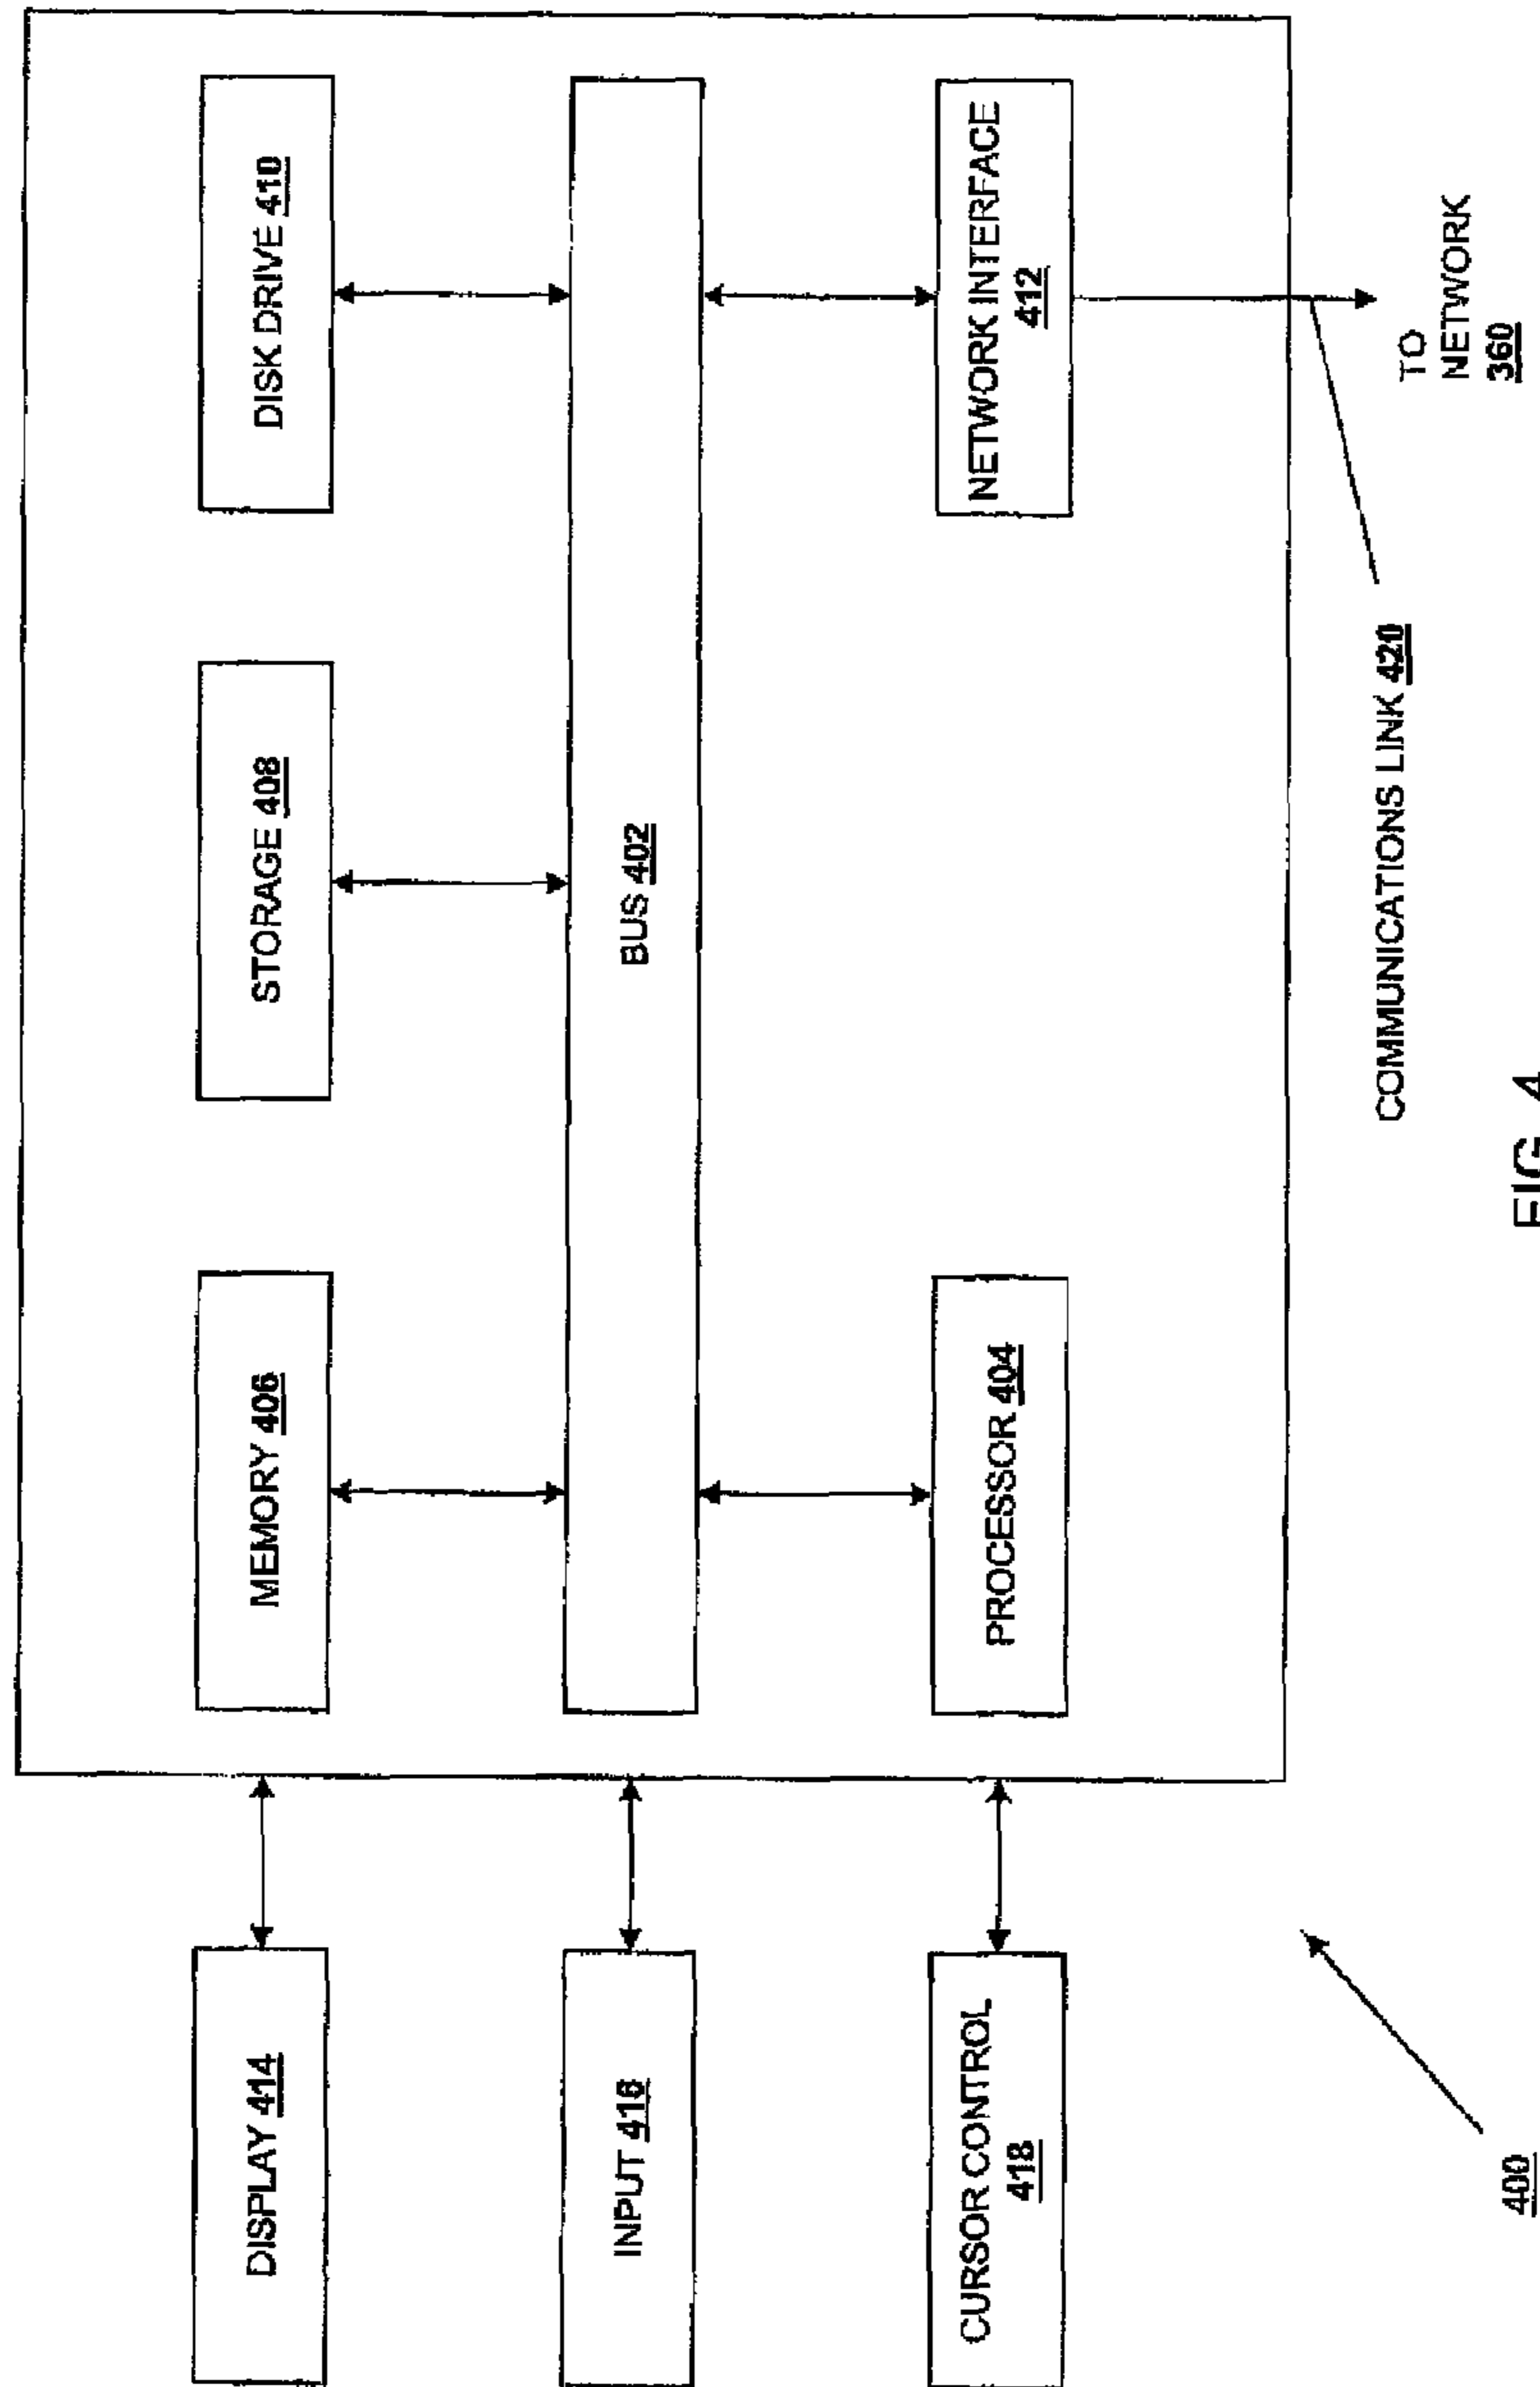 DISPLAY 414
MEMORY 406
STORAGE 408
DISK DRIVE 410
INPUT 416
BUS 402
CURSOR CONTROL
418
PROCESSOR 404
NETWORK INTERFACE
412
COMMUNICATIONS LINK 420
TO
NETWORK
360
400
FIG. 4